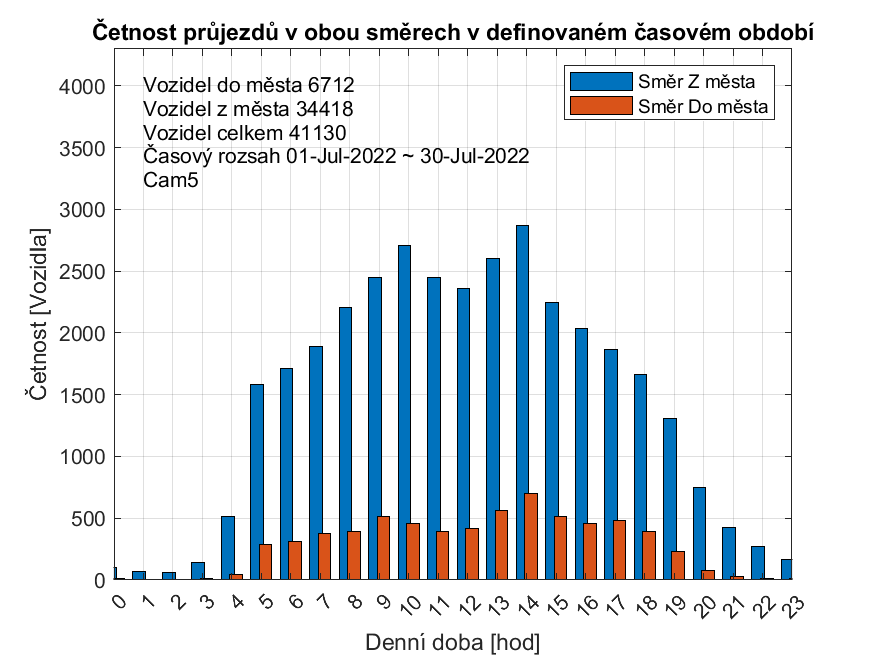 Četnost průjezdů v obou směrech v definovaném časovém období
Vozidel do města 6712
Vozidel z města 34418
Vozidel celkem 41130
Časový rozsah 01-Jul-2022 ~ 30-Jul-2022
Cam5
Směr Z města
Směr Do města
Četnost [Vozidla]
4000
3500
3000
2500
2000
1500
1000
500
0
0 1 2 3 4 5 6 7 8 9 10 11 12 13 14 15 16 17 18 19 20 21 22 23
Denní doba [hod]